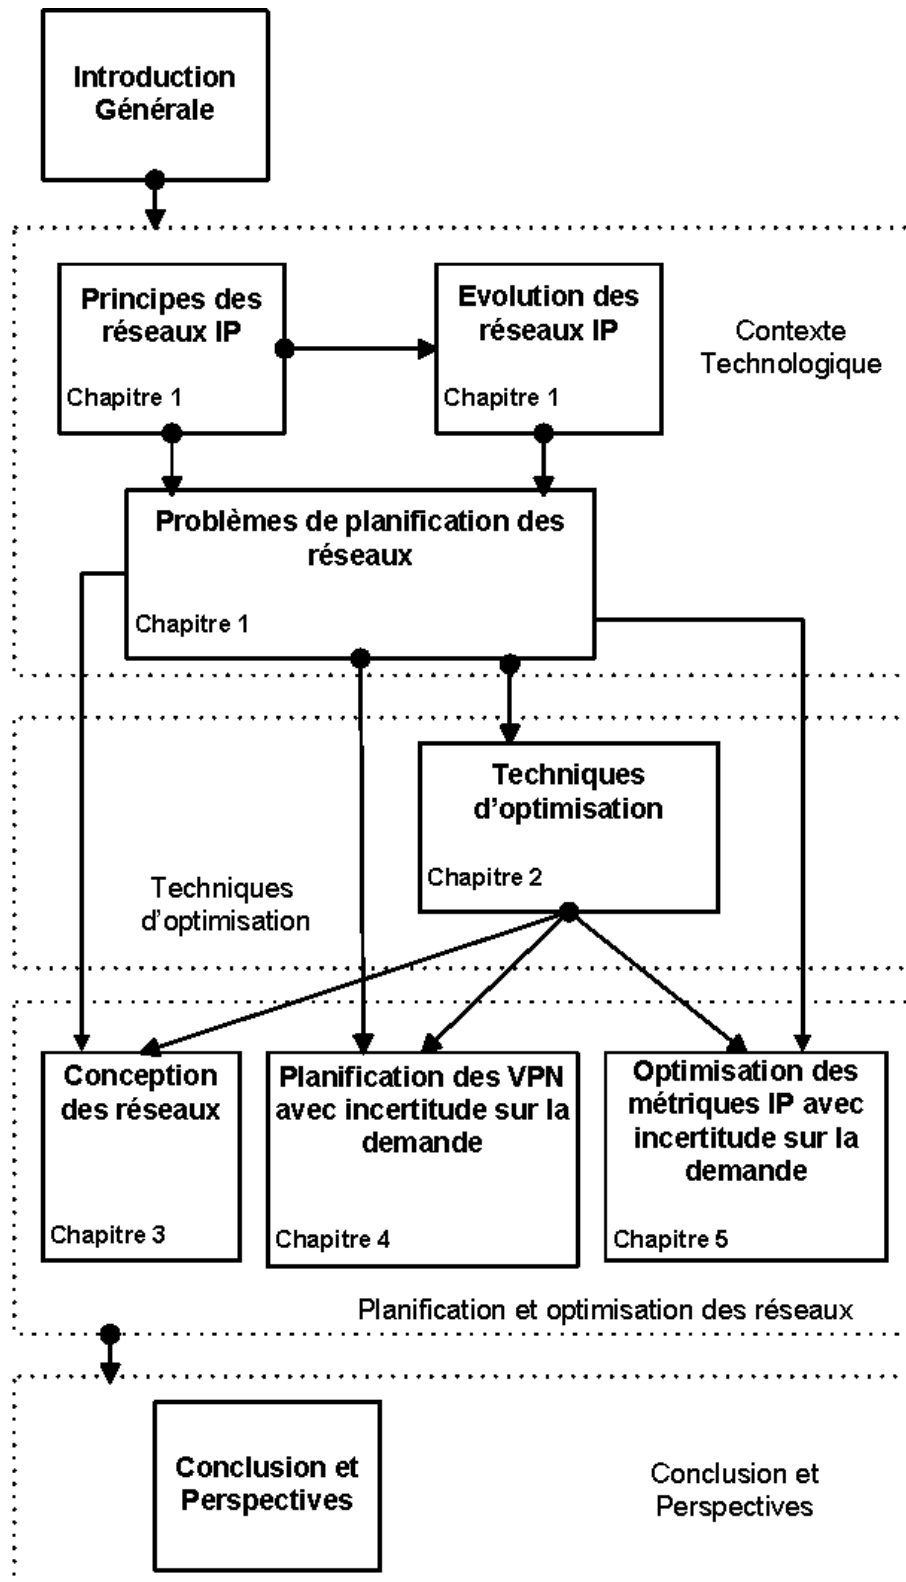 Introduction
Générale
Principes des
réseaux IP
Chapitre 1
Evolution des
réseaux IP
Chapitre 1
Contexte
Technologique
Problèmes de planification des
réseaux
Chapitre 1
Techniques
d'optimisation
Chapitre 2
Techniques
d'optimisation
Conception
des réseaux
Chapitre 3
Planification des VPN
avec incertitude sur la
demande
Chapitre 4
Optimisation des
métriques IP avec
incertitude sur la
demande
Chapitre 5
Planification et optimisation des réseaux
Conclusion et
Perspectives
Conclusion et
Perspectives